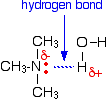 hydrogen bond
CH₃
δ-
O-H
CH₃-N
H
δ+
CH₃